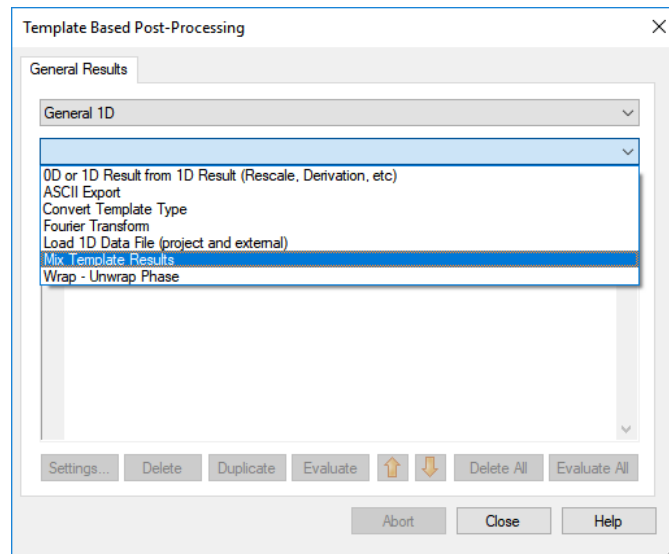 Template Based Post-Processing
General Results
General 1D
0D or 1D Result from 1D Result (Rescale, Derivation, etc)
ASCII Export
Convert Template Type
Fourier Transform
Load 1D Data File (project and external)
Mix Template Results
Wrap - Unwrap Phase
Settings... Delete Duplicate Evaluate Delete All Evaluate All
Abort Close Help